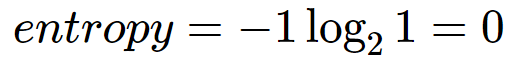 entropy = −1 log₂ 1 = 0